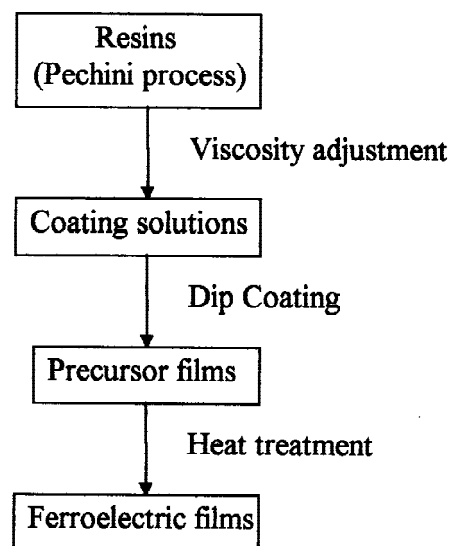 Resins
(Pechini process)
Viscosity adjustment
Coating solutions
Dip Coating
Precursor films
Heat treatment
Ferroelectric films